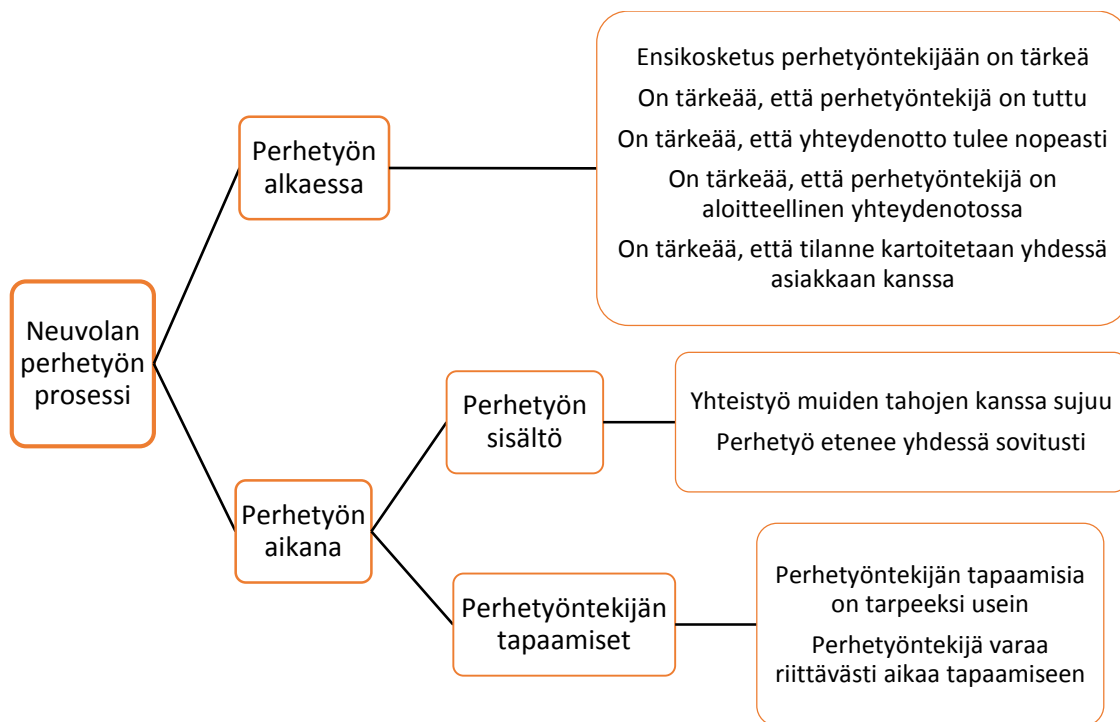 Neuvolan
perhetyön
prosessi
Perhetyön
alkaessa
Ensikosketus perhetyöntekijään on tärkeä
On tärkeää, että perhetyöntekijä on tuttu
On tärkeää, että yhteydenotto tulee nopeasti
On tärkeää, että perhetyöntekijä on
aloitteellinen yhteydenotossa
On tärkeää, että tilanne kartoitetaan yhdessä
asiakkaan kanssa
Perhetyön
aikana
Perhetyön
sisältö
Yhteistyö muiden tahojen kanssa sujuu
Perhetyö etenee yhdessä sovitusti
Perhetyöntekijän
tapaamiset
Perhetyöntekijän tapaamisia
on tarpeeksi usein
Perhetyöntekijä varaa
riittävästi aikaa tapaamiseen